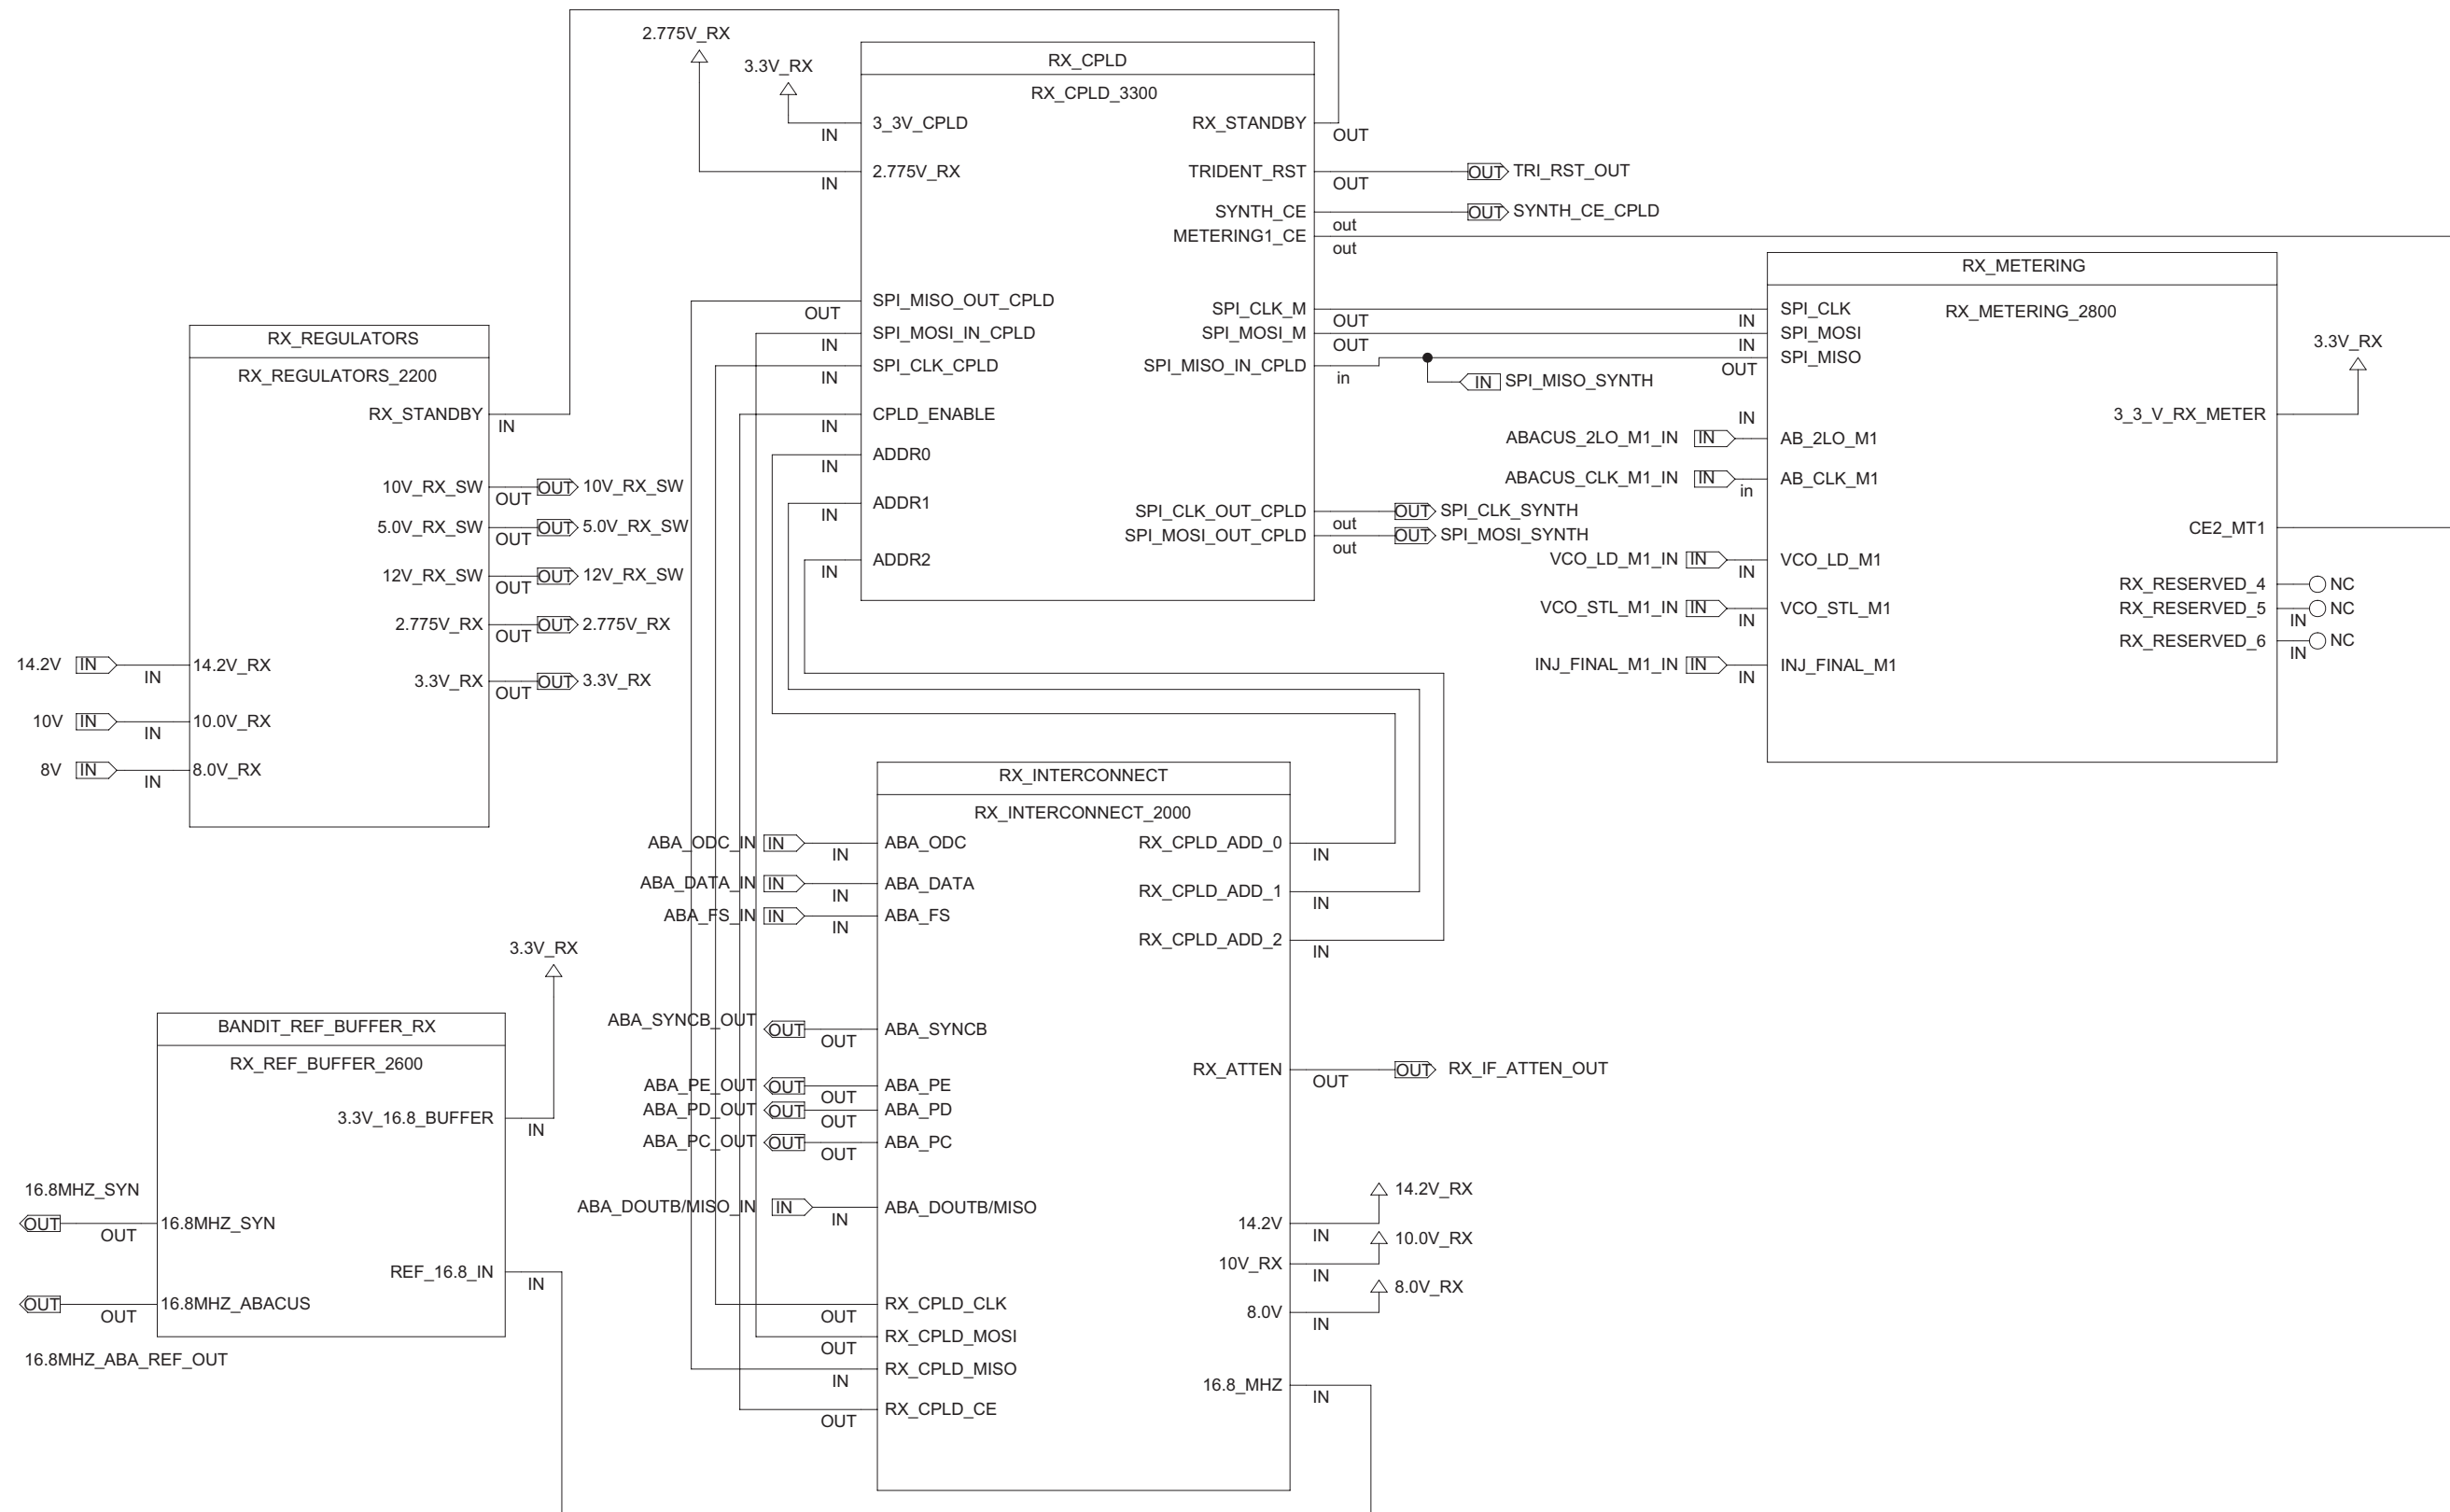 2.775V_RX
3.3V_RX
RX_CPLD
RX_CPLD_3300
3_3V_CPLD
IN
2.775V_RX
IN
RX_STANDBY
OUT
TRIDENT_RST
OUT
OUT TRI_RST_OUT
SYNTH_CE
out
OUT SYNTH_CE_CPLD
METERING1_CE
out
SPI_MISO_OUT_CPLD
OUT
SPI_MOSI_IN_CPLD
IN
SPI_CLK_CPLD
IN
CPLD_ENABLE
IN
ADDR0
IN
ADDR1
IN
ADDR2
IN
SPI_CLK_M
OUT
SPI_MOSI_M
OUT
SPI_MISO_IN_CPLD
in
IN SPI_MISO_SYNTH
SPI_CLK_OUT_CPLD
out
OUT SPI_CLK_SYNTH
SPI_MOSI_OUT_CPLD
out
OUT SPI_MOSI_SYNTH
RX_METERING
RX_METERING_2800
SPI_CLK
IN
SPI_MOSI
IN
SPI_MISO
OUT
IN
ABACUS_2LO_M1_IN IN
AB_2LO_M1
ABACUS_CLK_M1_IN IN
in
AB_CLK_M1
VCO_LD_M1_IN IN
IN
VCO_LD_M1
VCO_STL_M1_IN IN
IN
VCO_STL_M1
INJ_FINAL_M1_IN IN
IN
INJ_FINAL_M1
3.3V_RX
3_3_V_RX_METER
CE2_MT1
RX_RESERVED_4
NC
RX_RESERVED_5
IN
NC
RX_RESERVED_6
IN
NC
RX_REGULATORS
RX_REGULATORS_2200
RX_STANDBY
IN
10V_RX_SW
OUT
OUT 10V_RX_SW
5.0V_RX_SW
OUT
OUT 5.0V_RX_SW
12V_RX_SW
OUT
OUT 12V_RX_SW
2.775V_RX
OUT
OUT 2.775V_RX
3.3V_RX
OUT
OUT 3.3V_RX
14.2V IN
IN
14.2V_RX
10V IN
IN
10.0V_RX
8V IN
IN
8.0V_RX
RX_INTERCONNECT
RX_INTERCONNECT_2000
ABA_ODC_IN IN
IN
ABA_ODC
ABA_DATA_IN IN
IN
ABA_DATA
ABA_FS_IN IN
IN
ABA_FS
ABA_SYNCB_OUT OUT
OUT
ABA_SYNCB
ABA_PE_OUT OUT
OUT
ABA_PE
ABA_PD_OUT OUT
OUT
ABA_PD
ABA_PC_OUT OUT
OUT
ABA_PC
ABA_DOUTB/MISO_IN IN
IN
ABA_DOUTB/MISO
RX_CPLD_CLK
OUT
RX_CPLD_MOSI
OUT
RX_CPLD_MISO
IN
RX_CPLD_CE
OUT
RX_CPLD_ADD_0
IN
RX_CPLD_ADD_1
IN
RX_CPLD_ADD_2
IN
RX_ATTEN
OUT
OUT RX_IF_ATTEN_OUT
14.2V_RX
14.2V
IN
10.0V_RX
10V_RX
IN
8.0V_RX
8.0V
IN
16.8_MHZ
IN
3.3V_RX
BANDIT_REF_BUFFER_RX
RX_REF_BUFFER_2600
3.3V_16.8_BUFFER
IN
16.8MHZ_SYN
OUT
OUT
16.8MHZ_SYN
REF_16.8_IN
IN
OUT
OUT
16.8MHZ_ABACUS
16.8MHZ_ABA_REF_OUT